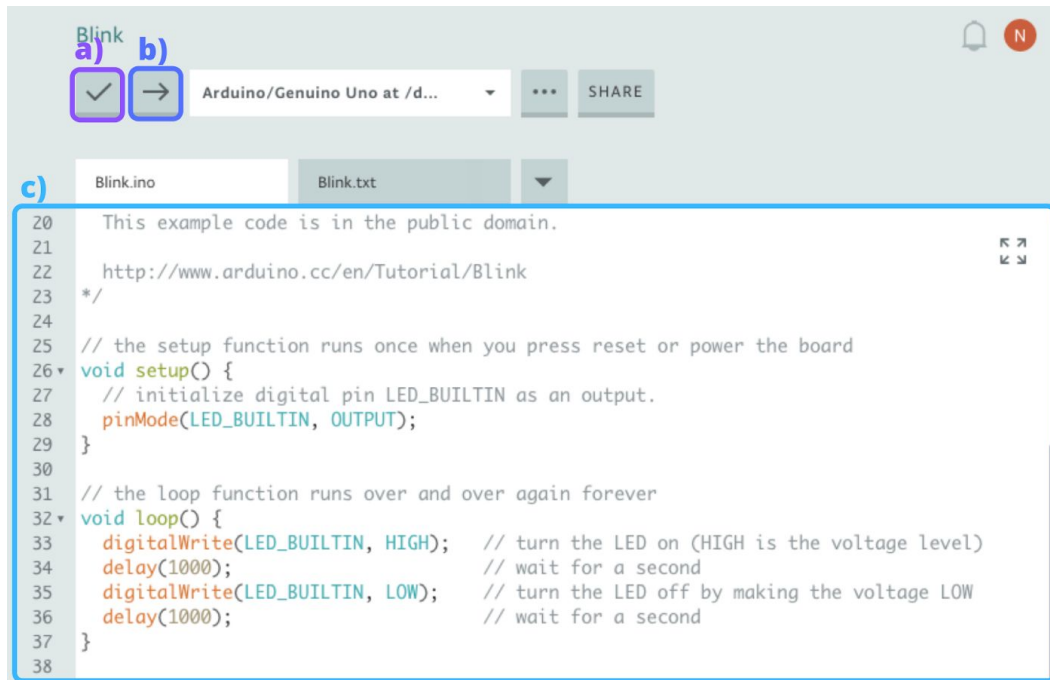 Blink
a) b)
Arduino/Genuino Uno at /d... ... SHARE
N
Blink.ino Blink.txt
c)
20 This example code is in the public domain.
21
22 http://www.arduino.cc/en/Tutorial/Blink
23 */
24
25 // the setup function runs once when you press reset or power the board
26 void setup() {
27 // initialize digital pin LED_BUILTIN as an output.
28 pinMode(LED_BUILTIN, OUTPUT);
29 }
30
31 // the loop function runs over and over again forever
32 void loop() {
33 digitalWrite(LED_BUILTIN, HIGH); // turn the LED on (HIGH is the voltage level)
34 delay(1000); // wait for a second
35 digitalWrite(LED_BUILTIN, LOW); // turn the LED off by making the voltage LOW
36 delay(1000); // wait for a second
37 }
38